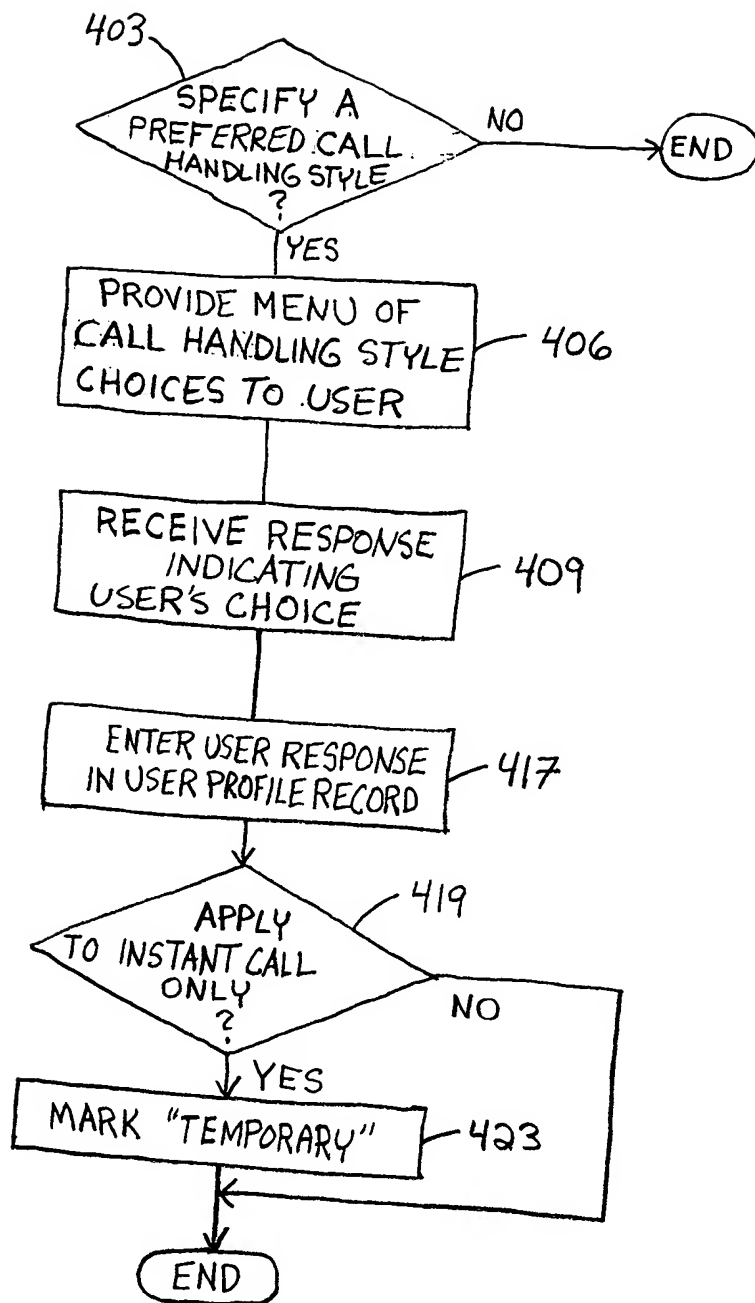 403
SPECIFY A
PREFERRED CALL
HANDLING STYLE
?
NO
END
YES
PROVIDE MENU OF
CALL HANDLING STYLE
CHOICES TO USER
406
RECEIVE RESPONSE
INDICATING
USER'S CHOICE
409
ENTER USER RESPONSE
IN USER PROFILE RECORD
417
419
APPLY
TO INSTANT CALL
ONLY
?
NO
YES
MARK "TEMPORARY"
423
END